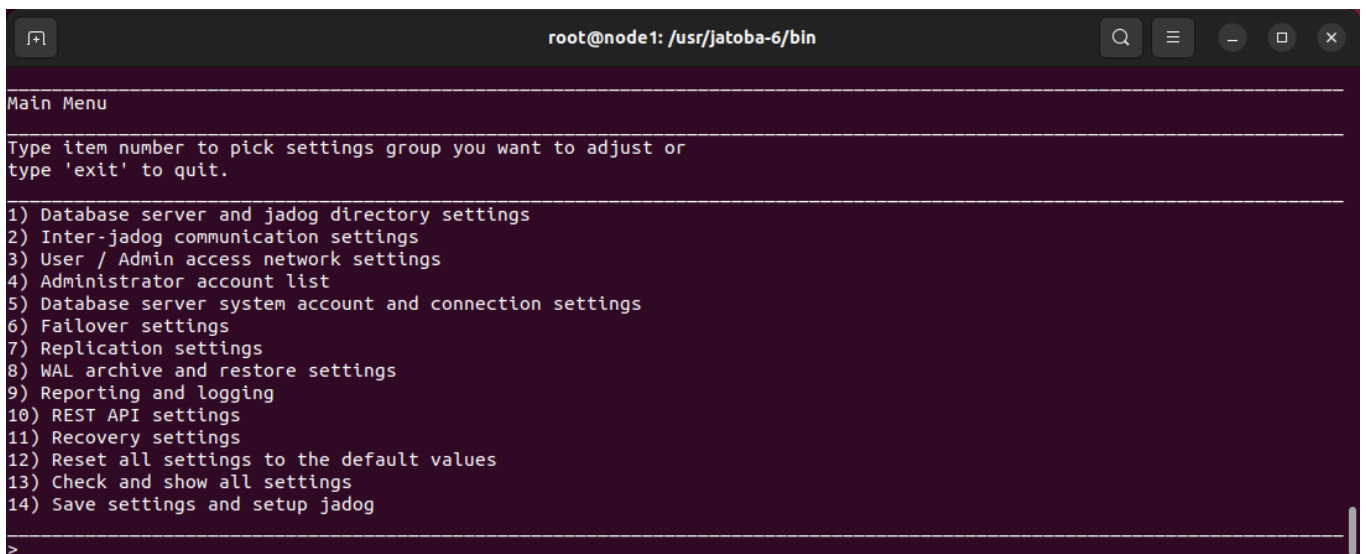 root@node1: /usr/jatoba-6/bin
Main Menu
Type item number to pick settings group you want to adjust or
type 'exit' to quit.
1) Database server and jadog directory settings
2) Inter-jadog communication settings
3) User / Admin access network settings
4) Administrator account list
5) Database server system account and connection settings
6) Failover settings
7) Replication settings
8) WAL archive and restore settings
9) Reporting and logging
10) REST API settings
11) Recovery settings
12) Reset all settings to the default values
13) Check and show all settings
14) Save settings and setup jadog
>